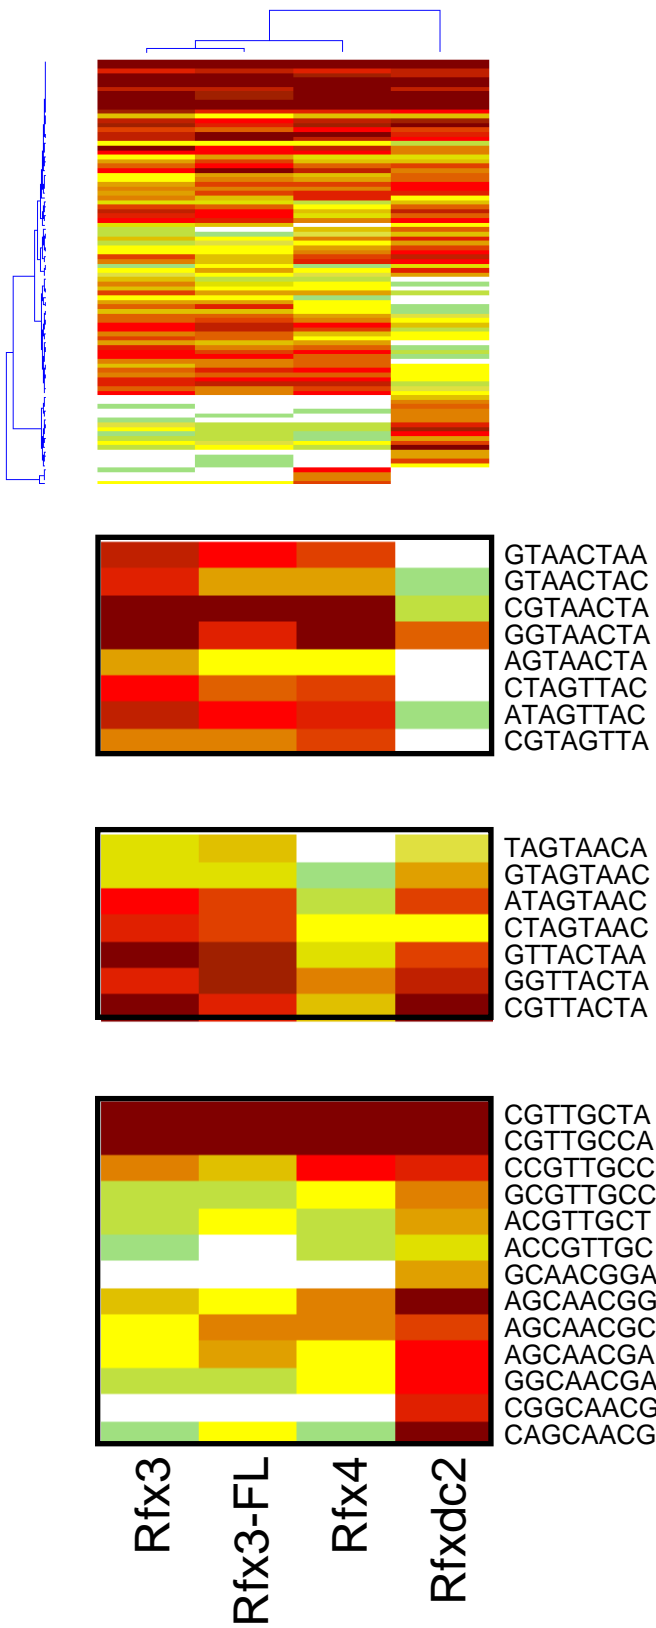 GTAACTAA
GTAACTAC
CGTAACTA
GGTAACTA
AGTAACTA
CTAGTTAC
ATAGTTAC
CGTAGTTA
TAGTAACA
GTAGTAAC
ATAGTAAC
CTAGTAAC
GTTACTAA
GGTTACTA
CGTTACTA
CGTTGCTA
CGTTGCCA
CCGTTGCC
GCGTTGCC
ACGTTGCT
ACCGTTGC
GCAACGGA
AGCAACGG
AGCAACGC
AGCAACGA
GGCAACGA
CGGCAACG
CAGCAACG
Rfx3
Rfx3-FL
Rfx4
Rfxdc2